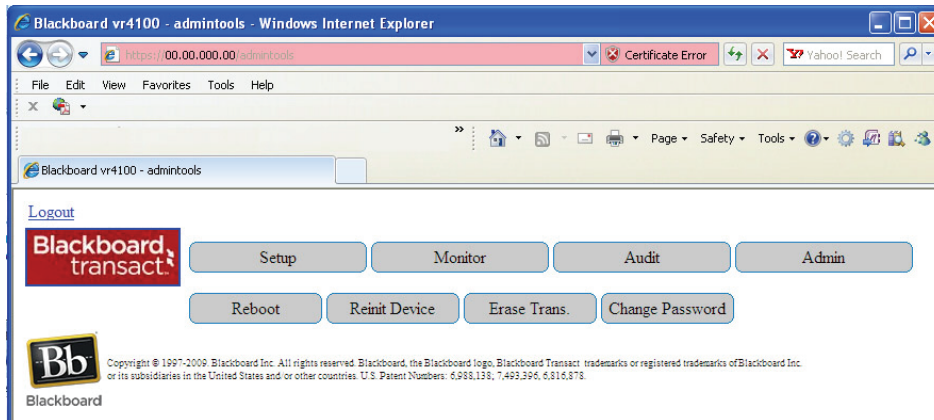 Blackboard vr4100 - admintools - Windows Internet Explorer
https://00.00.000.00/admintools Certificate Error Yahoo! Search
File Edit View Favorites Tools Help
x
» Page Safety Tools
Blackboard vr4100 - admintools
Logout
Blackboard
transact™
Setup Monitor Audit Admin
Reboot Reinit Device Erase Trans. Change Password
Bb
Blackboard
Copyright © 1997-2009. Blackboard Inc. All rights reserved. Blackboard, the Blackboard logo, Blackboard Transact trademarks or registered trademarks of Blackboard Inc.
or its subsidiaries in the United States and/or other countries. U.S. Patent Numbers: 6,988,138; 7,493,396, 6,816,878.